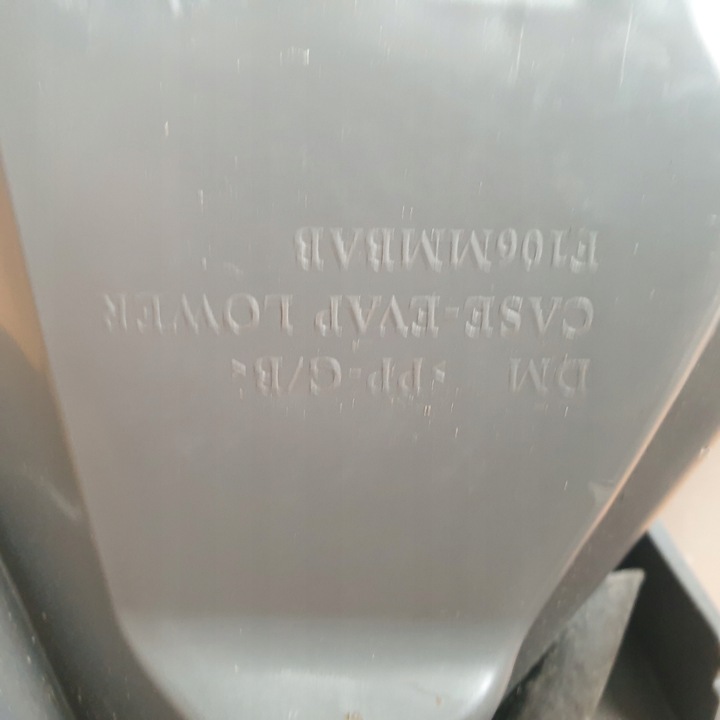 DM >PP-G/B<
CASE-EVAP LOWER
F106MMBAB